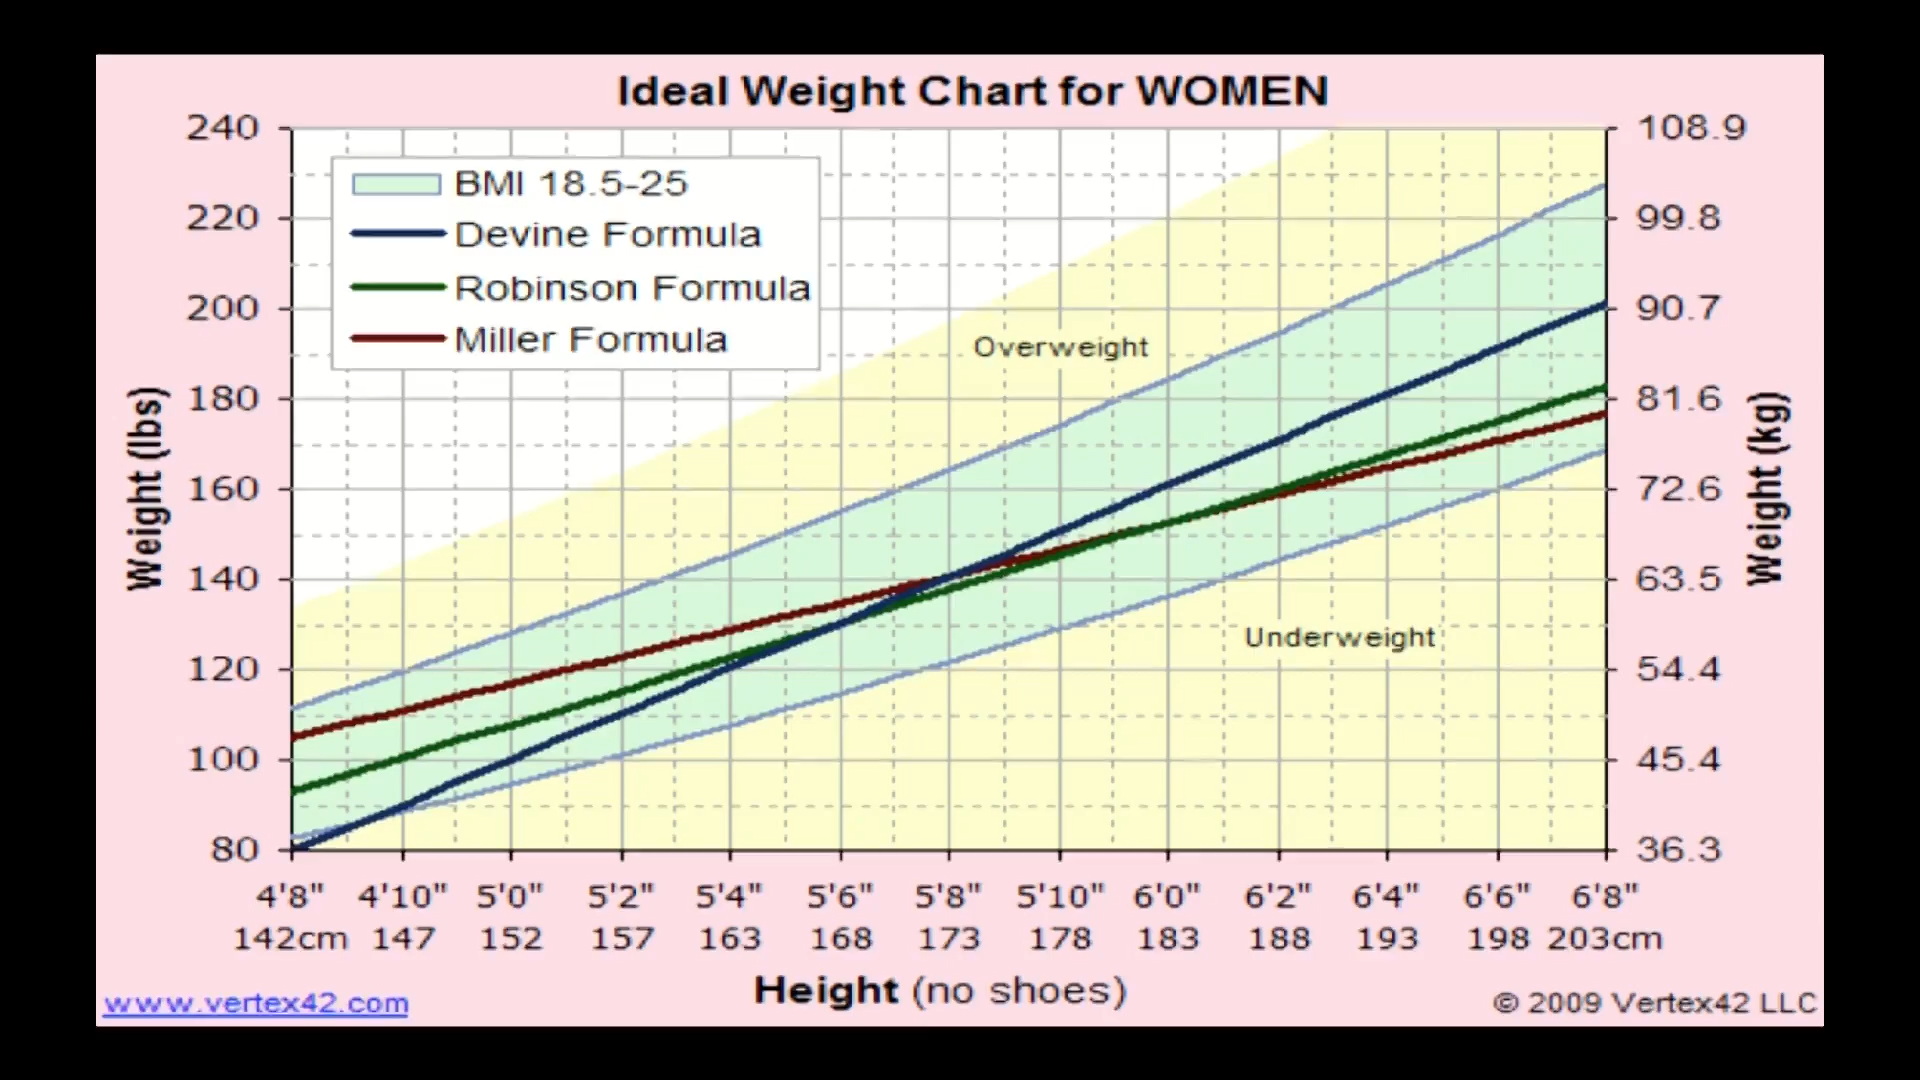 Ideal Weight Chart for WOMEN
240
220
200
180
160
140
120
100
80
108.9
99.8
90.7
81.6
72.6
63.5
54.4
45.4
36.3
BMI 18.5-25
Devine Formula
Robinson Formula
Miller Formula
Overweight
Underweight
Weight (lbs)
Weight (kg)
4'8" 4'10" 5'0" 5'2" 5'4" 5'6" 5'8" 5'10" 6'0" 6'2" 6'4" 6'6" 6'8"
142cm 147 152 157 163 168 173 178 183 188 193 198 203cm
Height (no shoes)
www.vertex42.com
© 2009 Vertex42 LLC